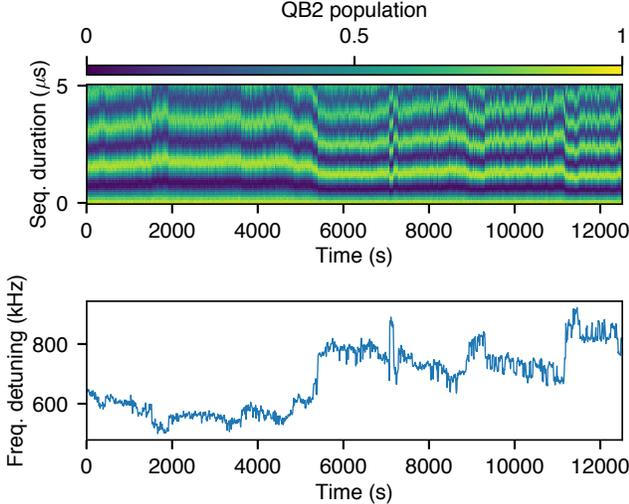 QB2 population
0 0.5 1
Seq. duration (μs)
5
0
0 2000 4000 6000 8000 10000 12000
Time (s)
Freq. detuning (kHz)
800
600
0 2000 4000 6000 8000 10000 12000
Time (s)